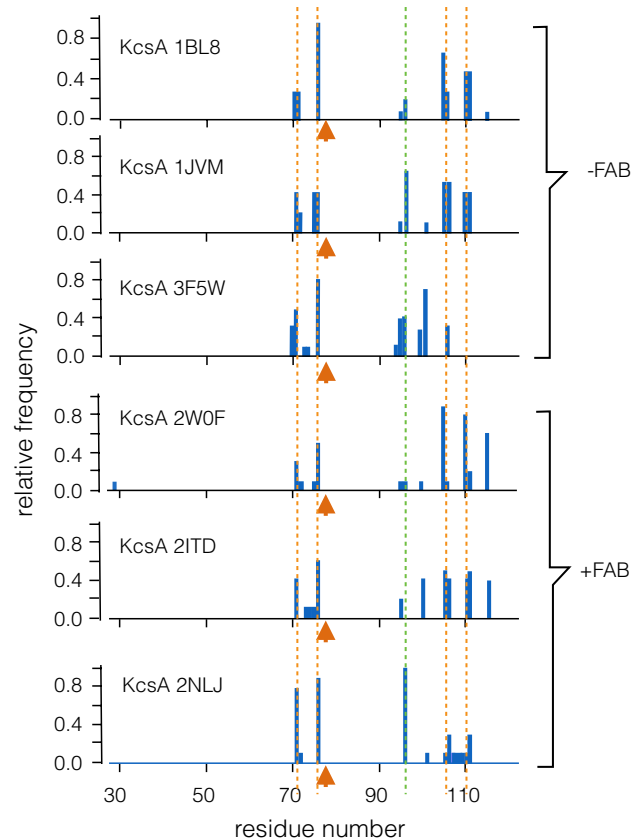 0.8
0.4
0.0
KcsA 1BL8
0.8
0.4
0.0
KcsA 1JVM
-FAB
0.8
0.4
0.0
KcsA 3F5W
relative frequency
0.8
0.4
0.0
KcsA 2W0F
0.8
0.4
0.0
KcsA 2ITD
+FAB
0.8
0.4
0.0
KcsA 2NLJ
30 50 70 90 110
residue number